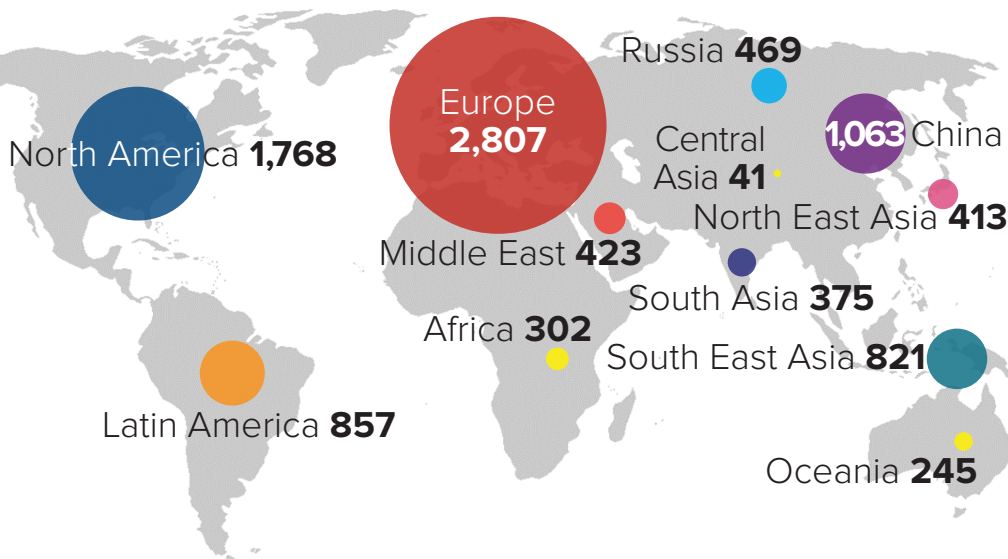 Russia 469
Europe
2,807
North America 1,768
1,063 China
Central
Asia 41
North East Asia 413
Middle East 423
South Asia 375
Africa 302
South East Asia 821
Latin America 857
Oceania 245